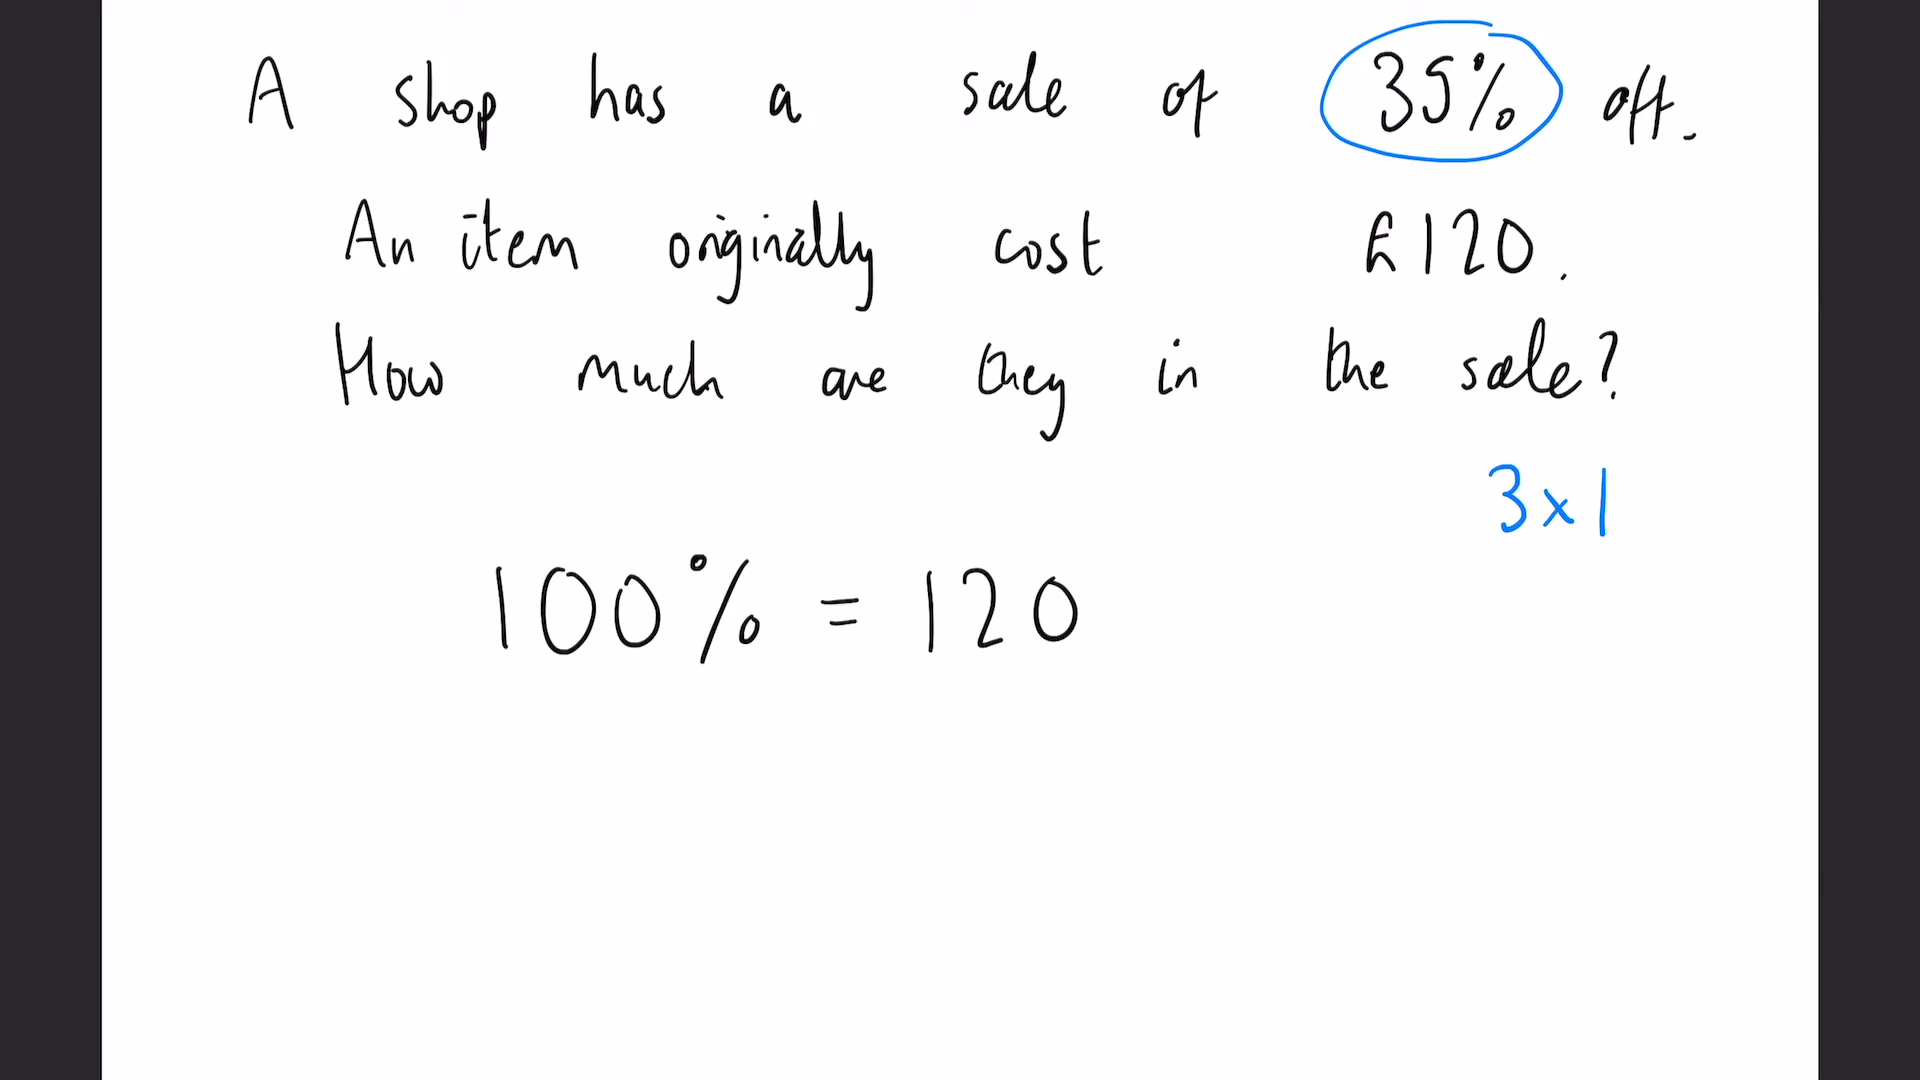 A shop has a sale of 35% off.
An item originally cost £120.
How much are they in the sale?
3x1
100% = 120